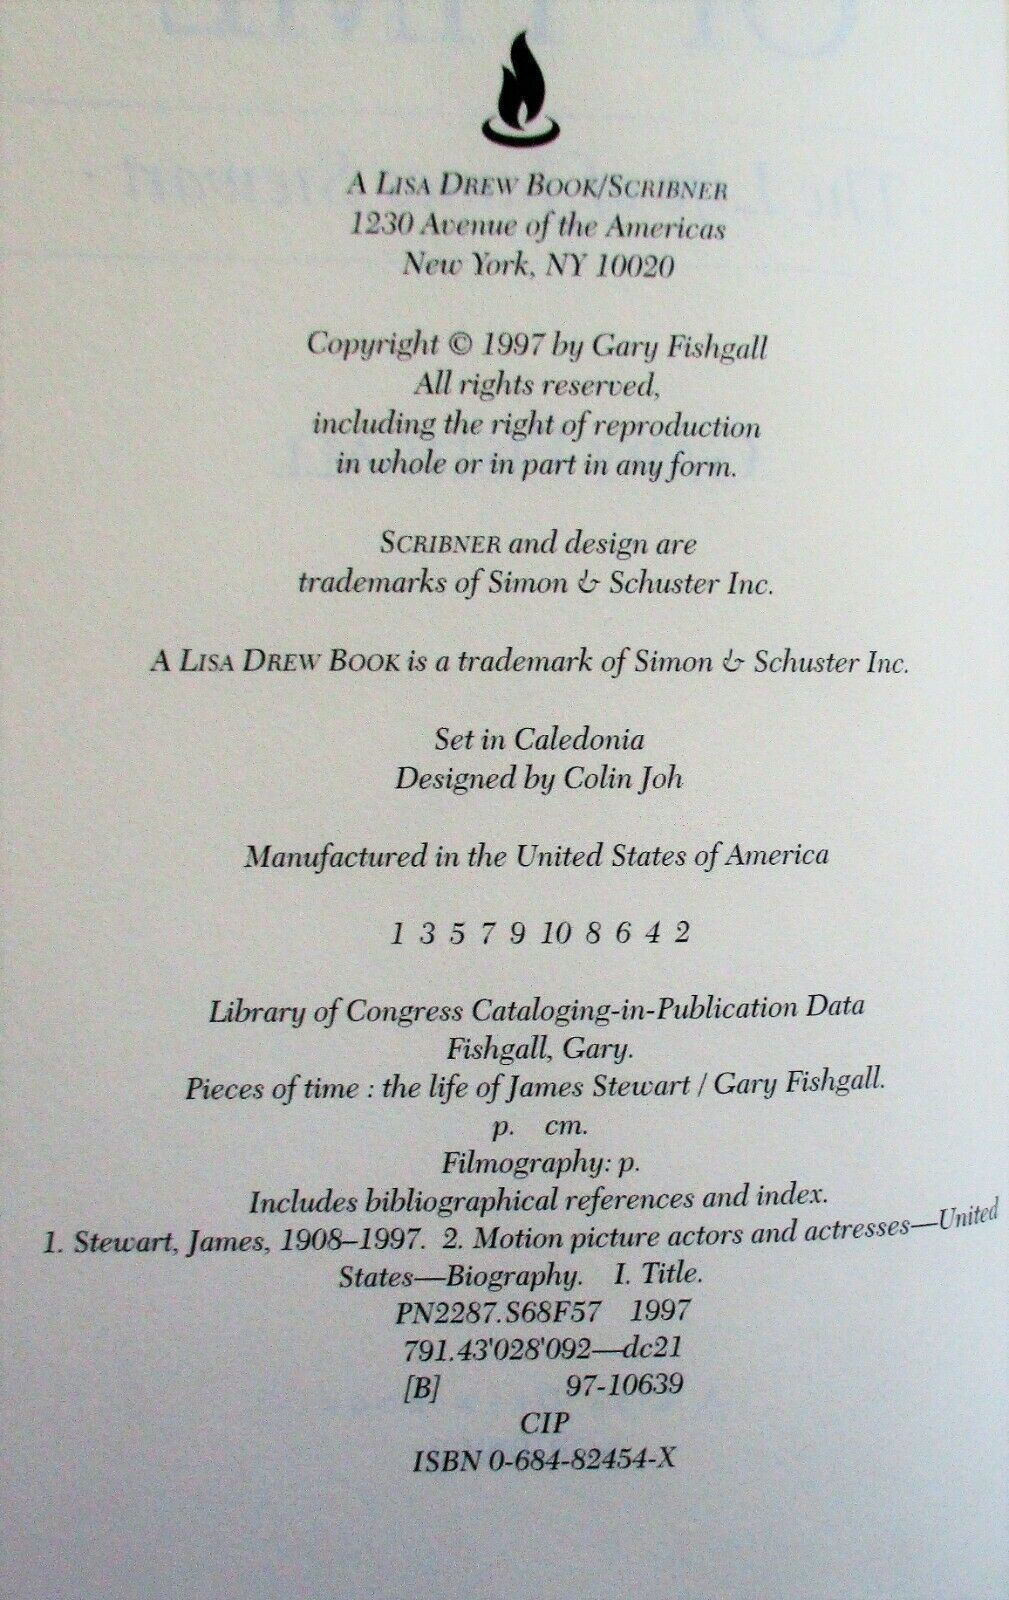 A LISA DREW BOOK/SCRIBNER
1230 Avenue of the Americas
New York, NY 10020
Copyright © 1997 by Gary Fishgall
All rights reserved,
including the right of reproduction
in whole or in part in any form.
SCRIBNER and design are
trademarks of Simon & Schuster Inc.
A LISA DREW BOOK is a trademark of Simon & Schuster Inc.
Set in Caledonia
Designed by Colin Joh
Manufactured in the United States of America
1 3 5 7 9 10 8 6 4 2
Library of Congress Cataloging-in-Publication Data
Fishgall, Gary.
Pieces of time : the life of James Stewart / Gary Fishgall.
p. cm.
Filmography: p.
Includes bibliographical references and index.
1. Stewart, James, 1908–1997. 2. Motion picture actors and actresses—United
States—Biography. I. Title.
PN2287.S68F57 1997
791.43'028'092—dc21
[B] 97-10639
CIP
ISBN 0-684-82454-X